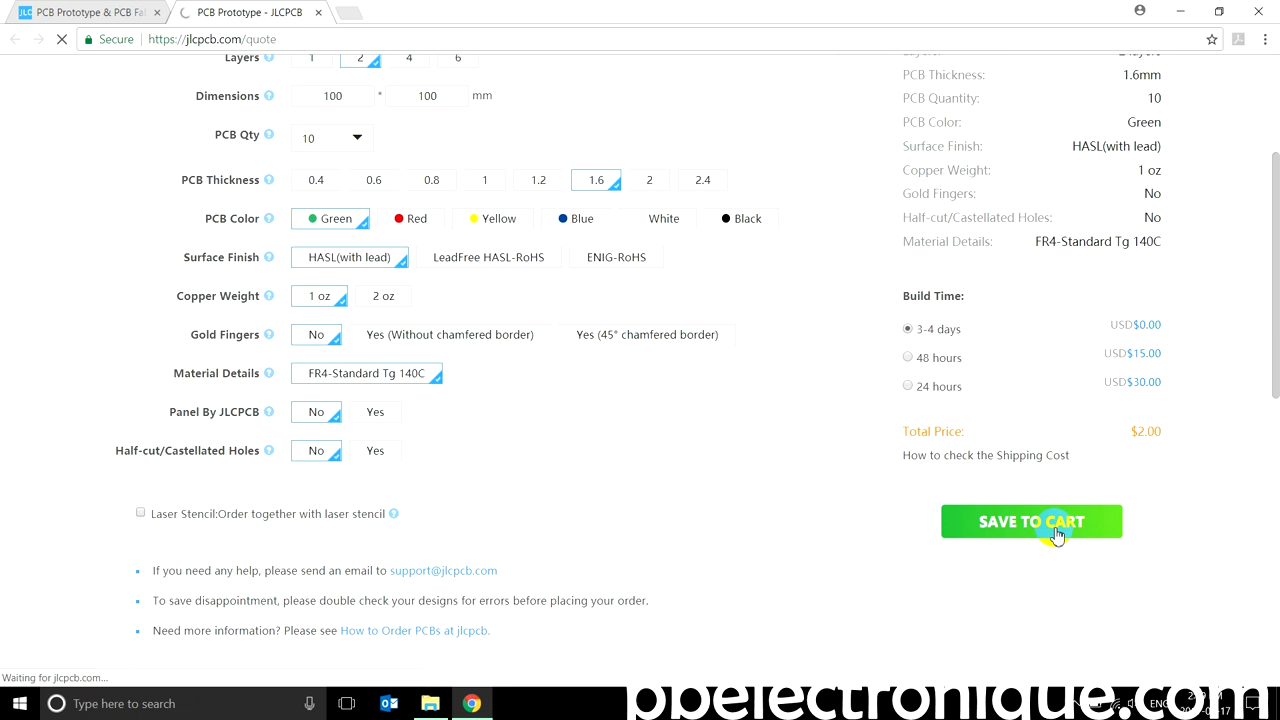 PCB Prototype & PCB Fa
PCB Prototype - JLCPCB
Secure
https://jlcpcb.com/quote
Layers 1 2 4 6
Dimensions 100 * 100 mm
PCB Qty 10
PCB Thickness 0.4 0.6 0.8 1 1.2 1.6 2 2.4
PCB Color Green Red Yellow Blue White Black
Surface Finish HASL(with lead) LeadFree HASL-RoHS ENIG-RoHS
Copper Weight 1 oz 2 oz
Gold Fingers No Yes (Without chamfered border) Yes (45° chamfered border)
Material Details FR4-Standard Tg 140C
Panel By JLCPCB No Yes
Half-cut/Castellated Holes No Yes
Laser Stencil:Order together with laser stencil
If you need any help, please send an email to support@jlcpcb.com
To save disappointment, please double check your designs for errors before placing your order.
Need more information? Please see How to Order PCBs at jlcpcb.
PCB Thickness: 1.6mm
PCB Quantity: 10
PCB Color: Green
Surface Finish: HASL(with lead)
Copper Weight: 1 oz
Gold Fingers: No
Half-cut/Castellated Holes: No
Material Details: FR4-Standard Tg 140C
Build Time:
3-4 days USD$0.00
48 hours USD$15.00
24 hours USD$30.00
Total Price: $2.00
How to check the Shipping Cost
SAVE TO CART
Waiting for jlcpcb.com...
Type here to search
ENG
ppelectronique.com